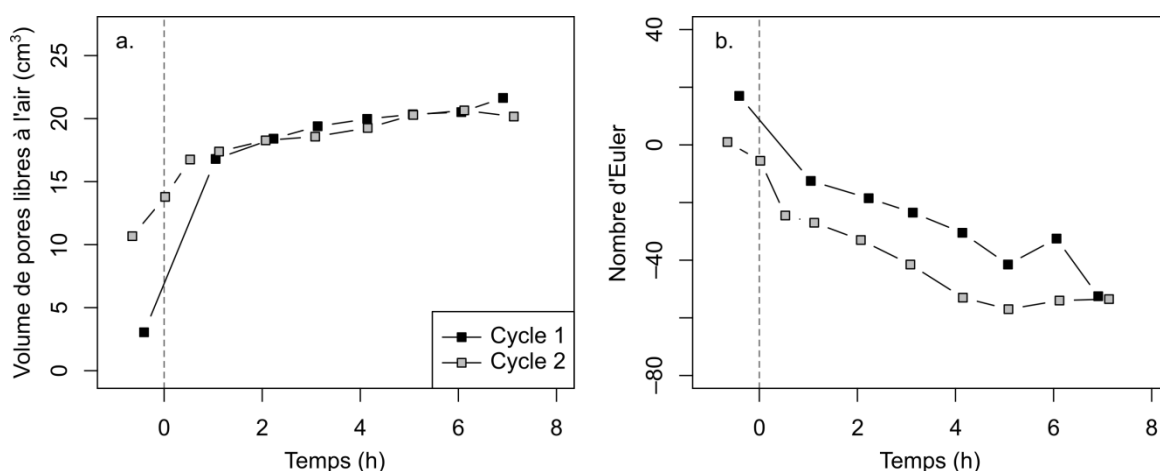 a.
Volume de pores libres à l'air (cm³)
25
20
15
10
5
0
Cycle 1
Cycle 2
0 2 4 6 8
Temps (h)
b.
Nombre d'Euler
40
0
−40
−80
0 2 4 6 8
Temps (h)